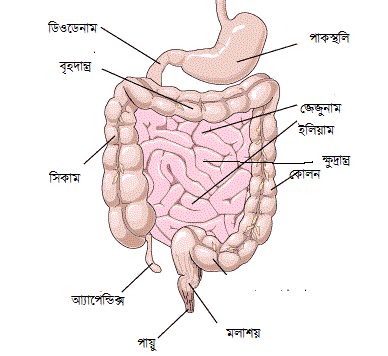 ডিওডেনাম
পাকস্থলি
বৃহদান্ত্র
জেজুনাম
ইলিয়াম
ক্ষুদ্রান্ত্র
সিকাম
কোলন
আ্যাপেন্ডিক্স
মলাশয়
পায়ু